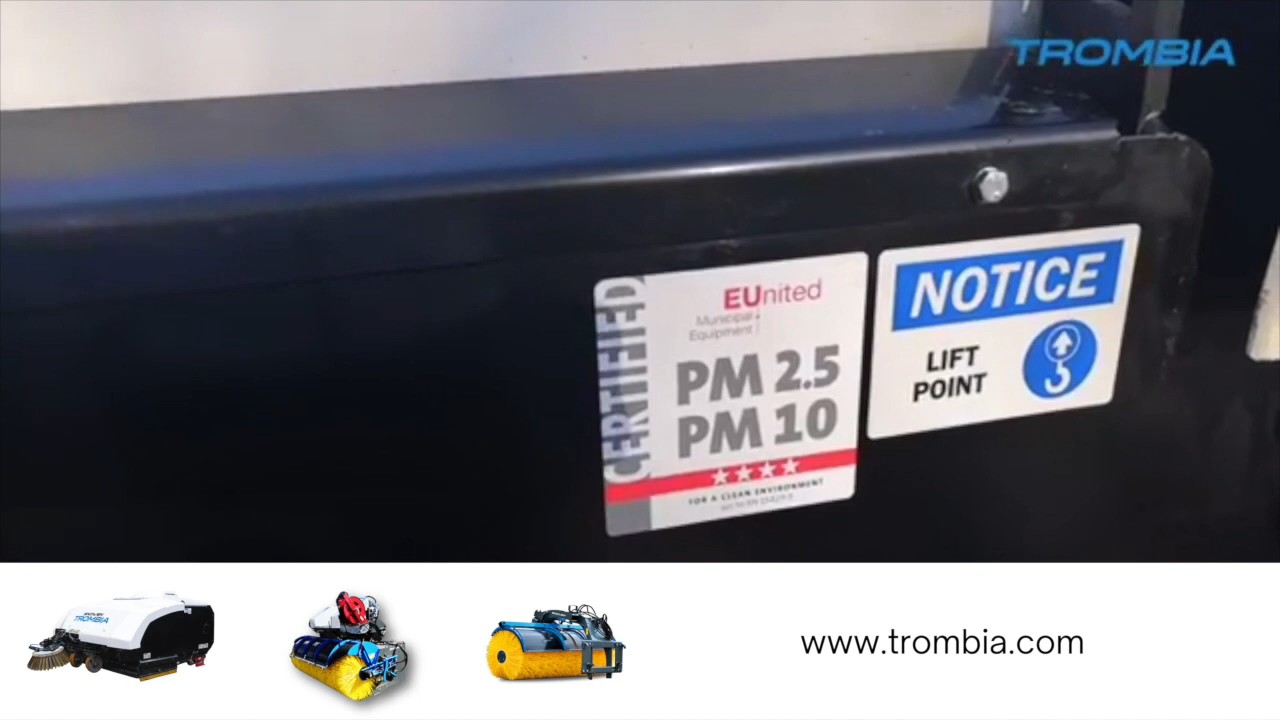 TROMBIA
CERTIFIED
EUnited
Municipal
Equipment
PM 2.5
PM 10
FOR A CLEAN ENVIRONMENT
NOTICE
LIFT
POINT
TROMBIA
www.trombia.com